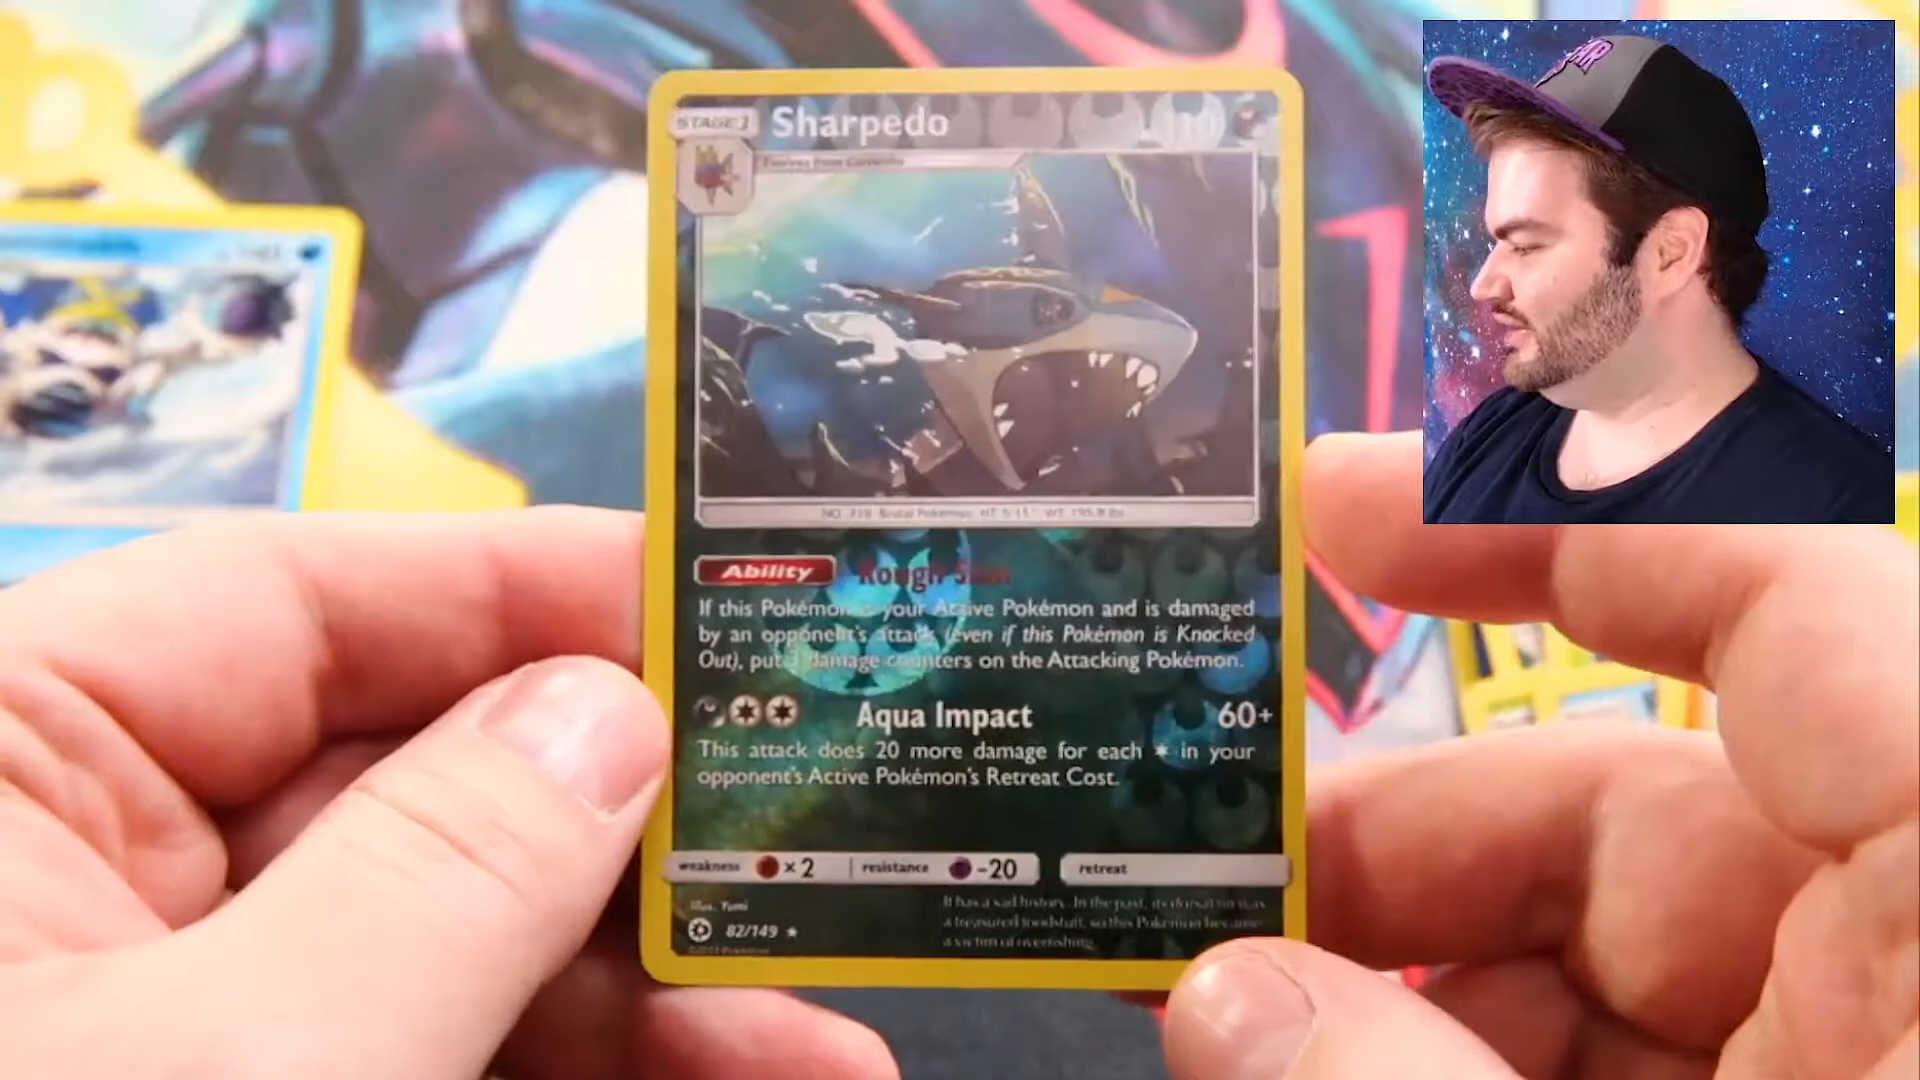 STAGE 1 Sharpedo
Evolves from Carvanha
NO. 319 Brutal Pokémon HT: 5'11" WT: 195.8 lbs.
Ability Rough Skin
If this Pokémon is your Active Pokémon and is damaged
by an opponent's attack (even if this Pokémon is Knocked
Out), put 3 damage counters on the Attacking Pokémon.
Aqua Impact 60+
This attack does 20 more damage for each in your
opponent's Active Pokémon's Retreat Cost.
weakness ×2 resistance -20 retreat
Illus. Yumi
82/149
It has a sad history. In the past, its dorsal fin was
a treasured foodstuff, so this Pokémon became
a victim of overfishing.